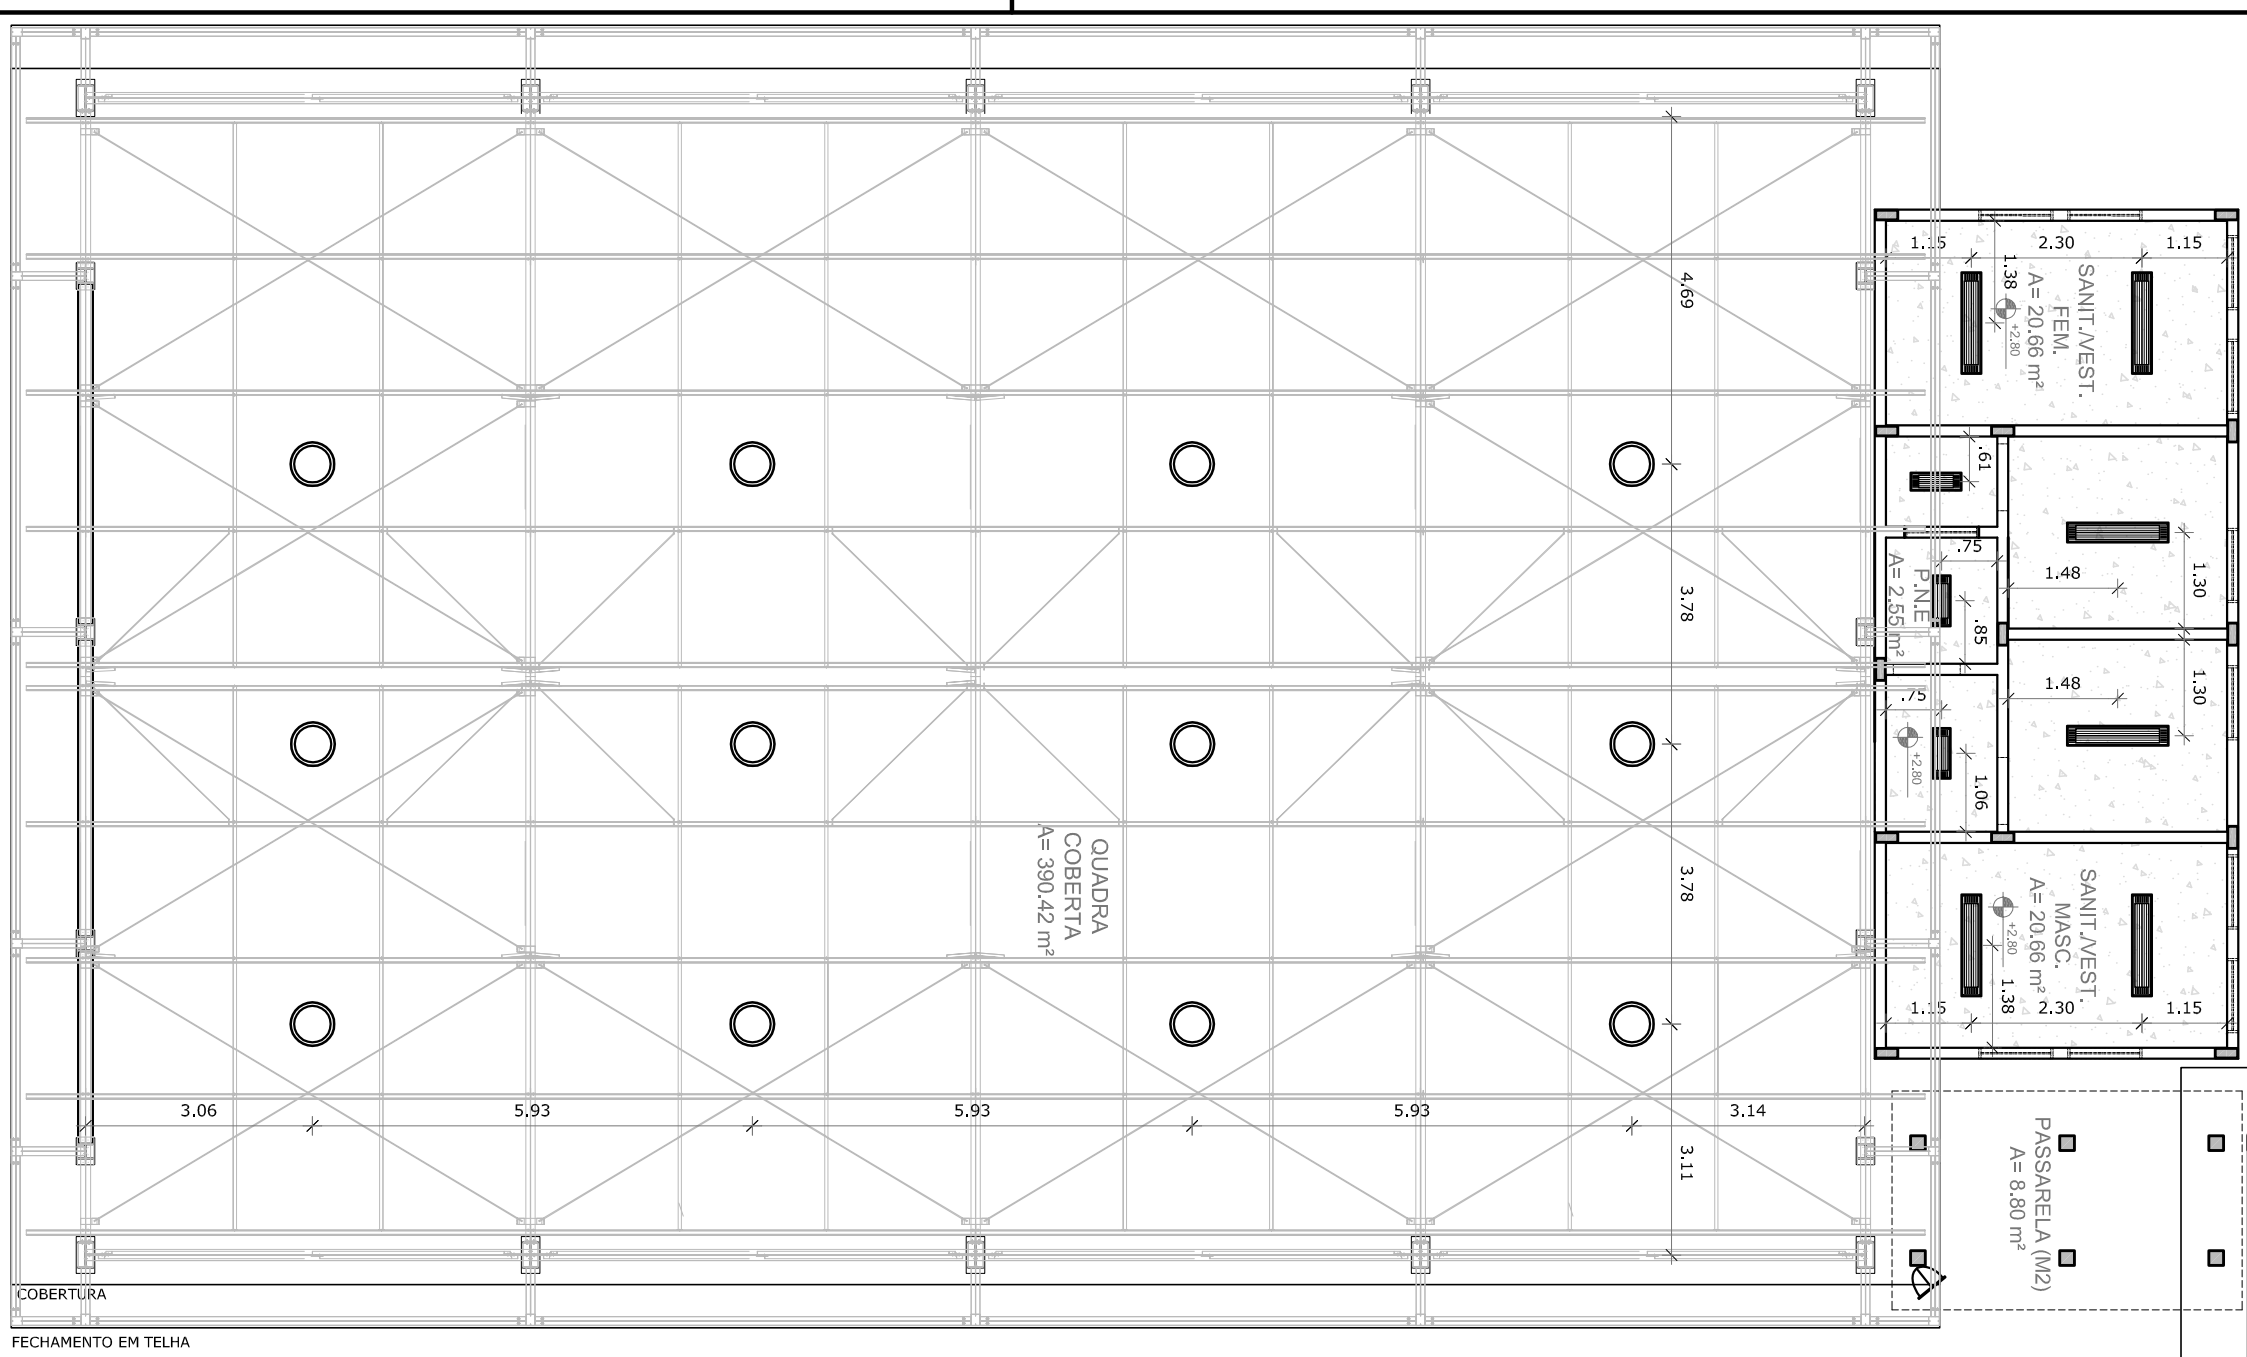 1.15
2.30
1.15
1.38
SANIT./VEST.
FEM.
A= 20.66 m²
+2.80
4.69
.61
.75
P.N.E
A= 2.55 m²
.85
1.48
1.30
3.78
1.48
1.30
.75
+2.80
1.06
QUADRA
COBERTA
A= 390.42 m²
3.78
SANIT./VEST.
MASC.
A= 20.66 m²
+2.80
1.38
1.15
2.30
1.15
3.06
5.93
5.93
5.93
3.14
3.11
PASSARELA (M2)
A= 8.80 m²
COBERTURA
FECHAMENTO EM TELHA